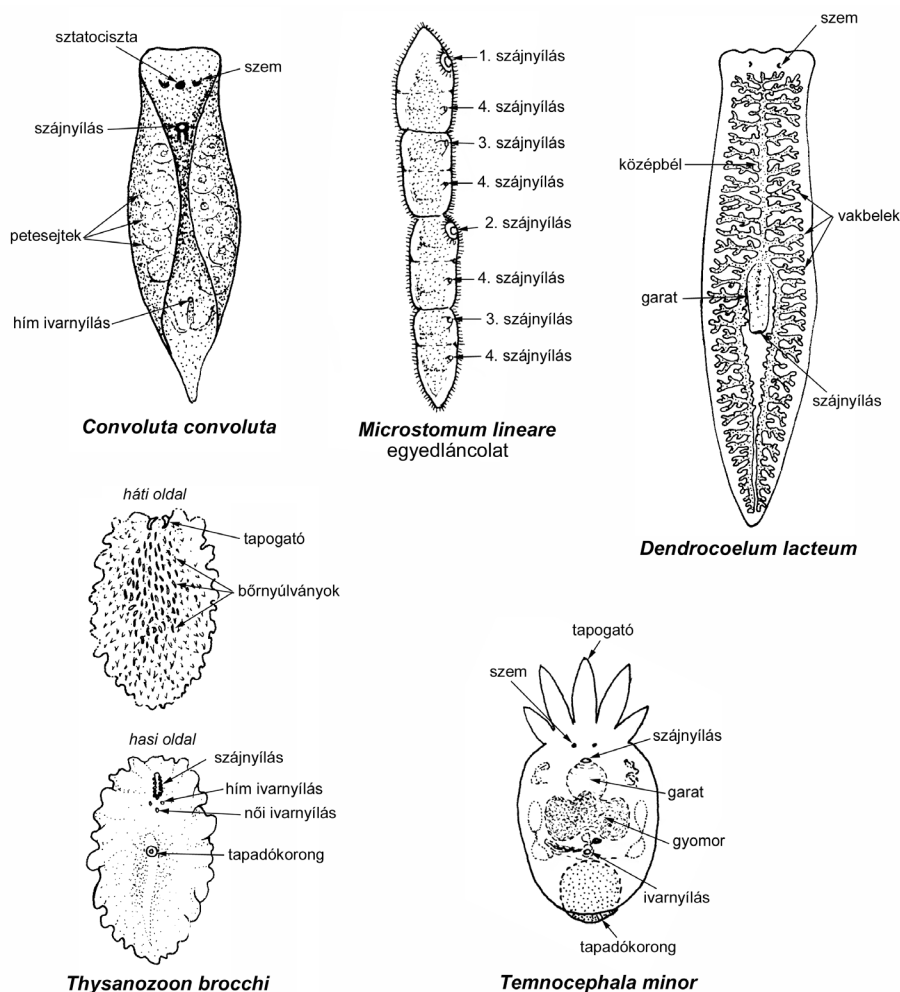 sztatociszta
szem
szájnyílás
petesejtek
hím ivarnyílás
Convoluta convoluta
1. szájnyílás
4. szájnyílás
3. szájnyílás
4. szájnyílás
2. szájnyílás
4. szájnyílás
3. szájnyílás
4. szájnyílás
Microstomum lineare
egyedláncolat
szem
középbél
vakbelek
garat
szájnyílás
Dendrocoelum lacteum
háti oldal
tapogató
bőrnyúlványok
hasi oldal
szájnyílás
hím ivarnyílás
női ivarnyílás
tapadókorong
Thysanozoon brocchi
tapogató
szem
szájnyílás
garat
gyomor
ivarnyílás
tapadókorong
Temnocephala minor